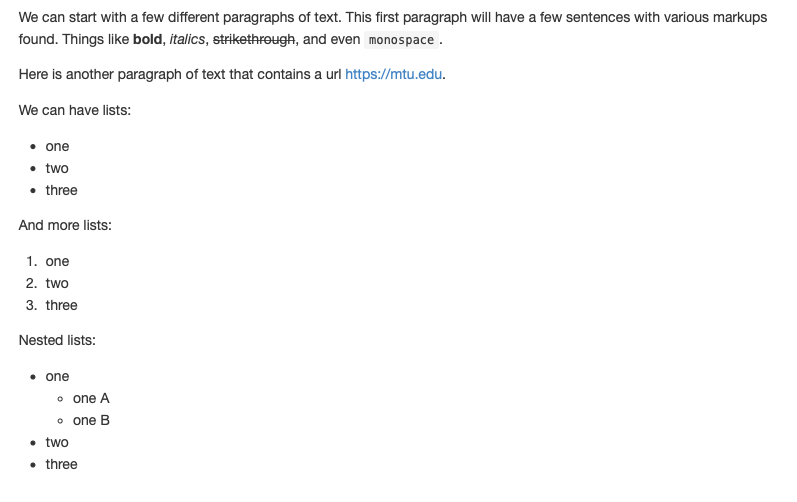 We can start with a few different paragraphs of text. This first paragraph will have a few sentences with various markups
found. Things like bold, italics, strikethrough, and even monospace .
Here is another paragraph of text that contains a url https://mtu.edu.
We can have lists:
• one
• two
• three
And more lists:
1. one
2. two
3. three
Nested lists:
• one
◦ one A
◦ one B
• two
• three